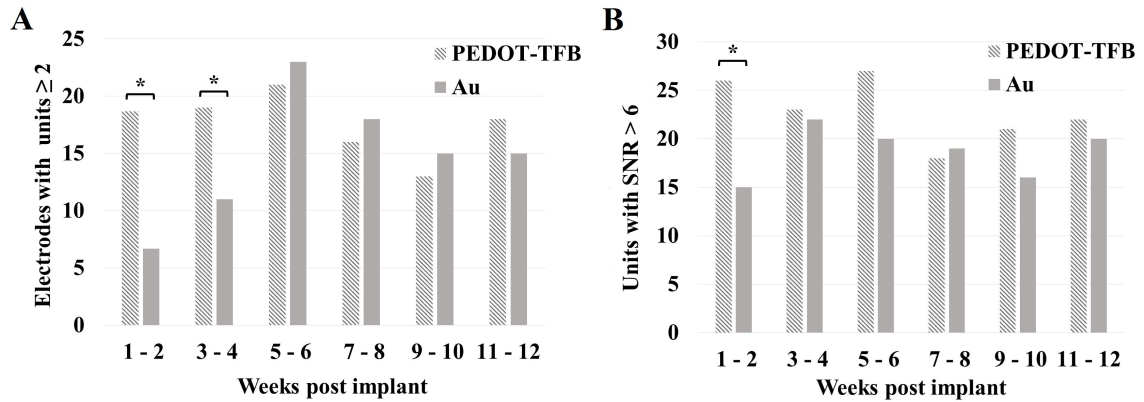 A
Electrodes with units ≥ 2
25
20
15
10
5
0
* *
PEDOT-TFB
Au
1 - 2 3 - 4 5 - 6 7 - 8 9 - 10 11 - 12
Weeks post implant
B
Units with SNR > 6
30
25
20
15
10
5
0
*
PEDOT-TFB
Au
1 - 2 3 - 4 5 - 6 7 - 8 9 - 10 11 - 12
Weeks post implant